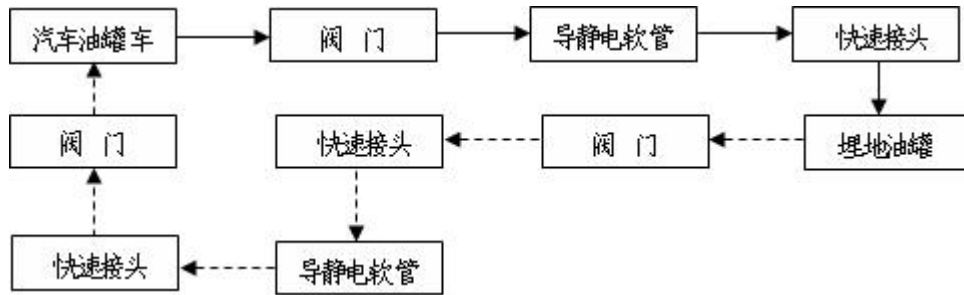 汽车油罐车
阀 门
导静电软管
快速接头
阀 门
快速接头
阀 门
埋地油罐
快速接头
导静电软管